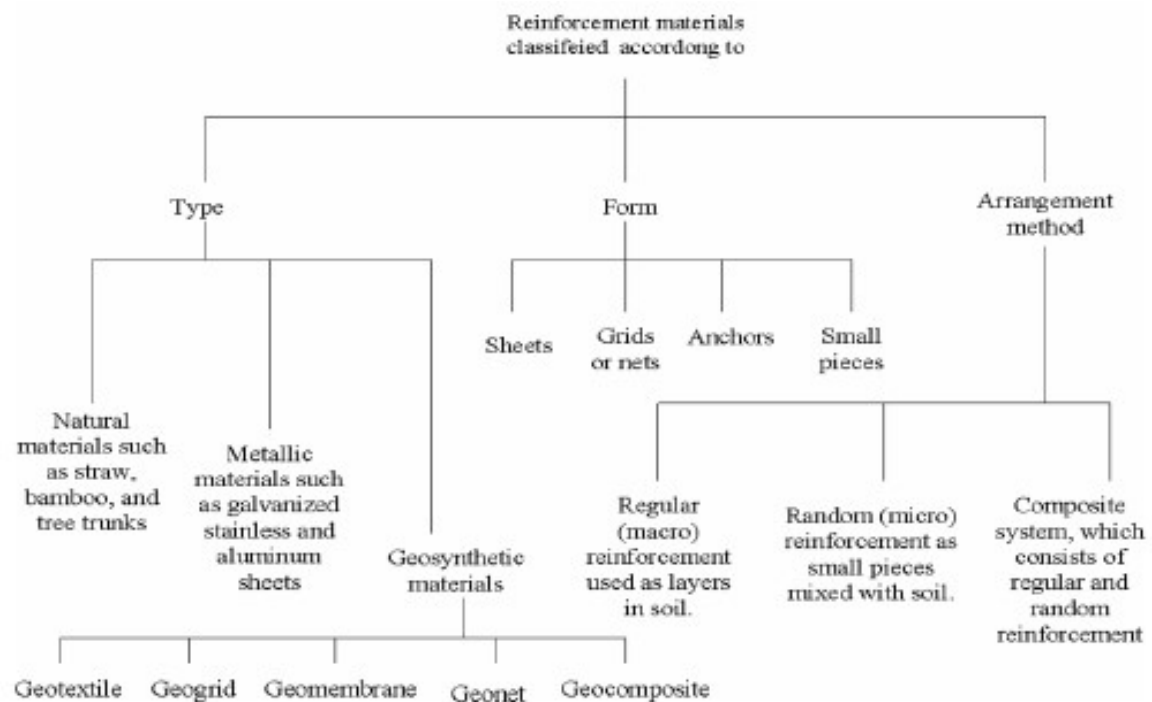 Reinforcement materials
classifeied accordong to
Type
Form
Arrangement
method
Sheets
Grids
or nets
Anchors
Small
pieces
Natural
materials such
as straw,
bamboo, and
tree trunks
Metallic
materials such
as galvanized
stainless and
aluminum
sheets
Geosynthetic
materials
Regular
(macro)
reinforcement
used as layers
in soil.
Random (micro)
reinforcement as
small pieces
mixed with soil.
Composite
system, which
consists of
regular and
random
reinforcement
Geotextile
Geogrid
Geomembrane
Geonet
Geocomposite